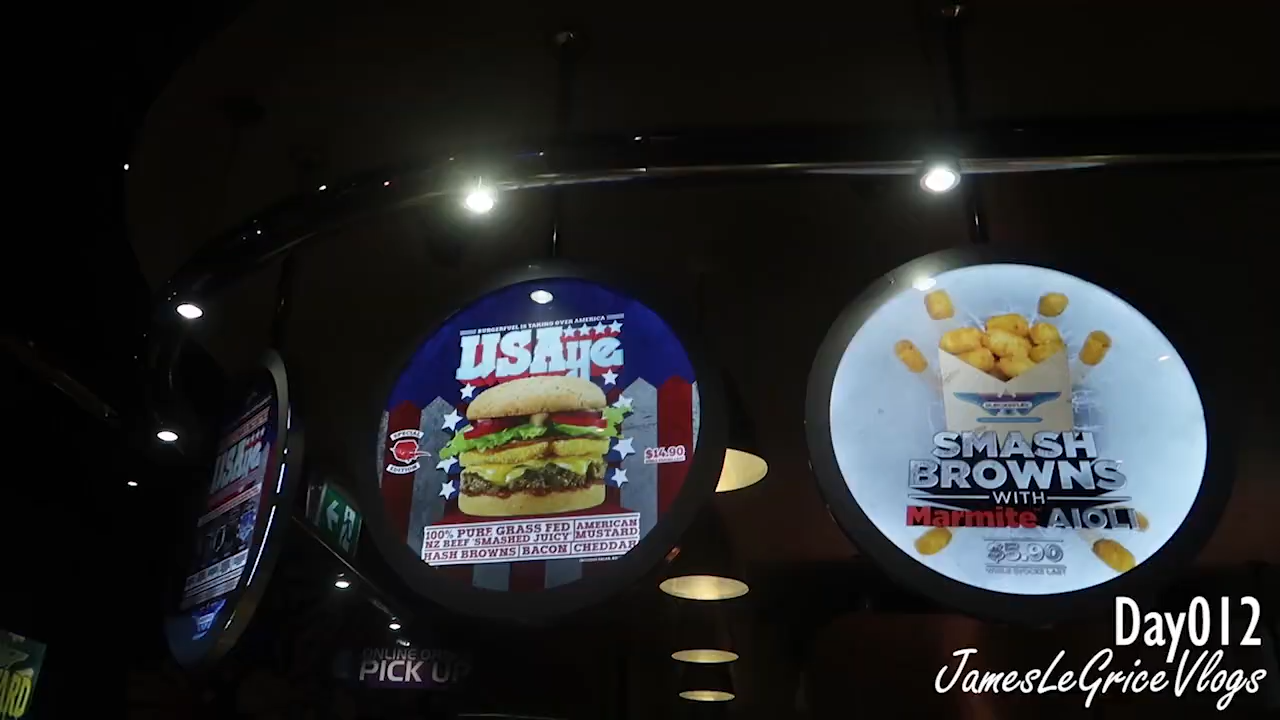 BURGERFUEL IS TAKING OVER AMERICA
USAye
SPECIAL
EDITION
$14.90
100% PURE GRASS FED
NZ BEEF 'SMASHED JUICY'
AMERICAN
MUSTARD
HASH BROWNS BACON CHEDDAR
BURGERFUEL
SMASH
BROWNS
WITH
Marmite AIOLI
$5.90
WHILE STOCKS LAST
USAye
ONLINE
PICK UP
Day012
JamesLeGriceVlogs